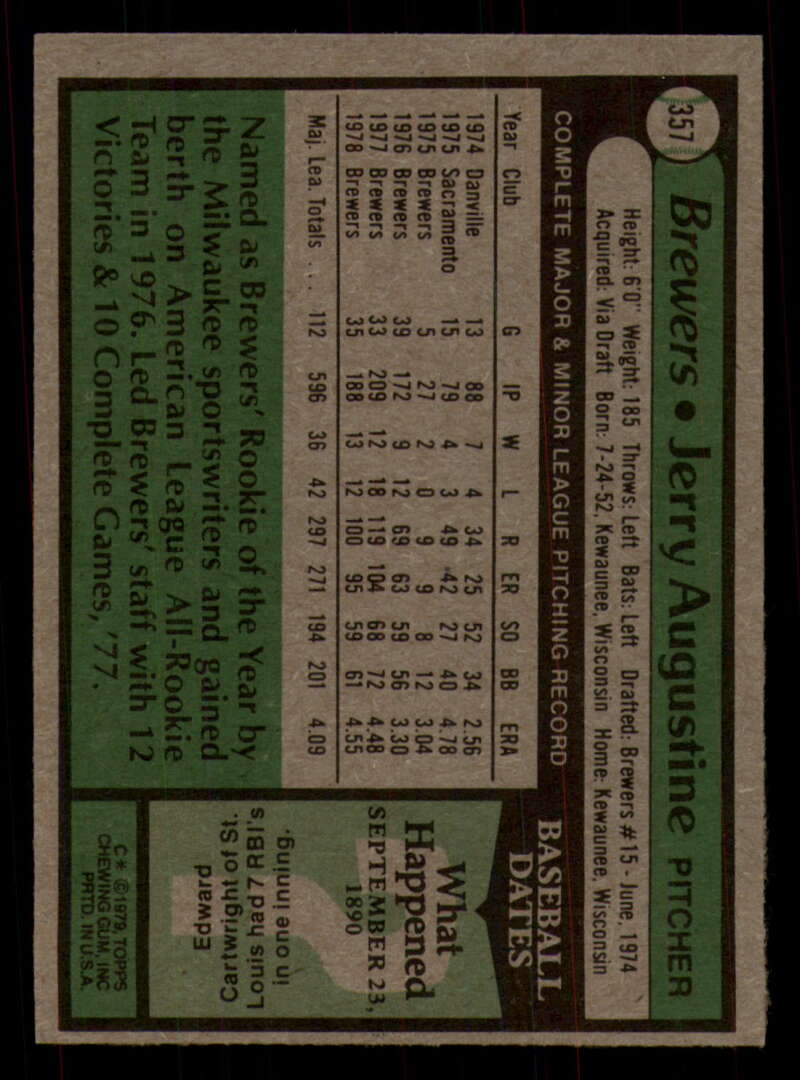 357
Brewers • Jerry Augustine PITCHER
Height: 6'0" Weight: 185 Throws: Left Bats: Left Drafted: Brewers #15 - June, 1974
Acquired: Via Draft Born: 7-24-52, Kewaunee, Wisconsin Home: Kewaunee, Wisconsin
COMPLETE MAJOR & MINOR LEAGUE PITCHING RECORD
Year Club G IP W L R ER SO BB ERA
1974 Danville 13 88 7 4 34 25 52 34 2.56
1975 Sacramento 15 79 4 3 49 42 27 40 4.78
1975 Brewers 5 27 2 0 9 9 8 12 3.04
1976 Brewers 39 172 9 12 69 63 59 56 3.30
1977 Brewers 33 209 12 18 119 104 68 72 4.48
1978 Brewers 35 188 13 12 100 95 59 61 4.55
Maj. Lea. Totals . . . 112 596 36 42 297 271 194 201 4.09
Named as Brewers' Rookie of the Year by
the Milwaukee sportswriters and gained
berth on American League All-Rookie
Team in 1976. Led Brewers' staff with 12
Victories & 10 Complete Games, '77.
BASEBALL
DATES
What
Happened
SEPTEMBER 23,
1890
Edward
Cartwright of St.
Louis had 7 RBI's
in one inning.
C* ©1979, TOPPS
CHEWING GUM, INC
PRTD. IN U.S.A.